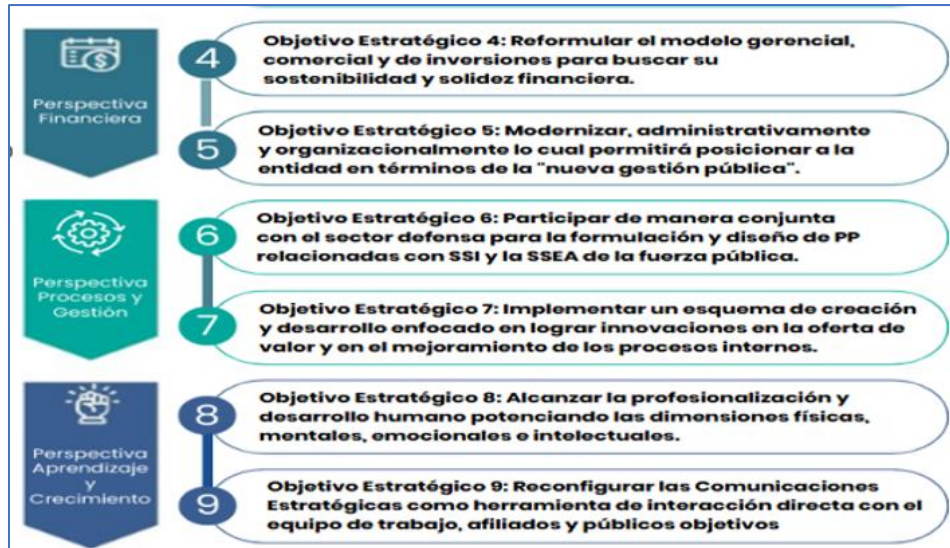 Perspectiva
Financiera
4
Objetivo Estratégico 4: Reformular el modelo gerencial,
comercial y de inversiones para buscar su
sostenibilidad y solidez financiera.
5
Objetivo Estratégico 5: Modernizar, administrativamente
y organizacionalmente lo cual permitirá posicionar a la
entidad en términos de la "nueva gestión pública".
Perspectiva
Procesos y
Gestión
6
Objetivo Estratégico 6: Participar de manera conjunta
con el sector defensa para la formulación y diseño de PP
relacionadas con SSI y la SSEA de la fuerza pública.
7
Objetivo Estratégico 7: Implementar un esquema de creación
y desarrollo enfocado en lograr innovaciones en la oferta de
valor y en el mejoramiento de los procesos internos.
Perspectiva
Aprendizaje
y
Crecimiento
8
Objetivo Estratégico 8: Alcanzar la profesionalización y
desarrollo humano potenciando las dimensiones físicas,
mentales, emocionales e intelectuales.
9
Objetivo Estratégico 9: Reconfigurar las Comunicaciones
Estratégicas como herramienta de interacción directa con el
equipo de trabajo, afiliados y públicos objetivos